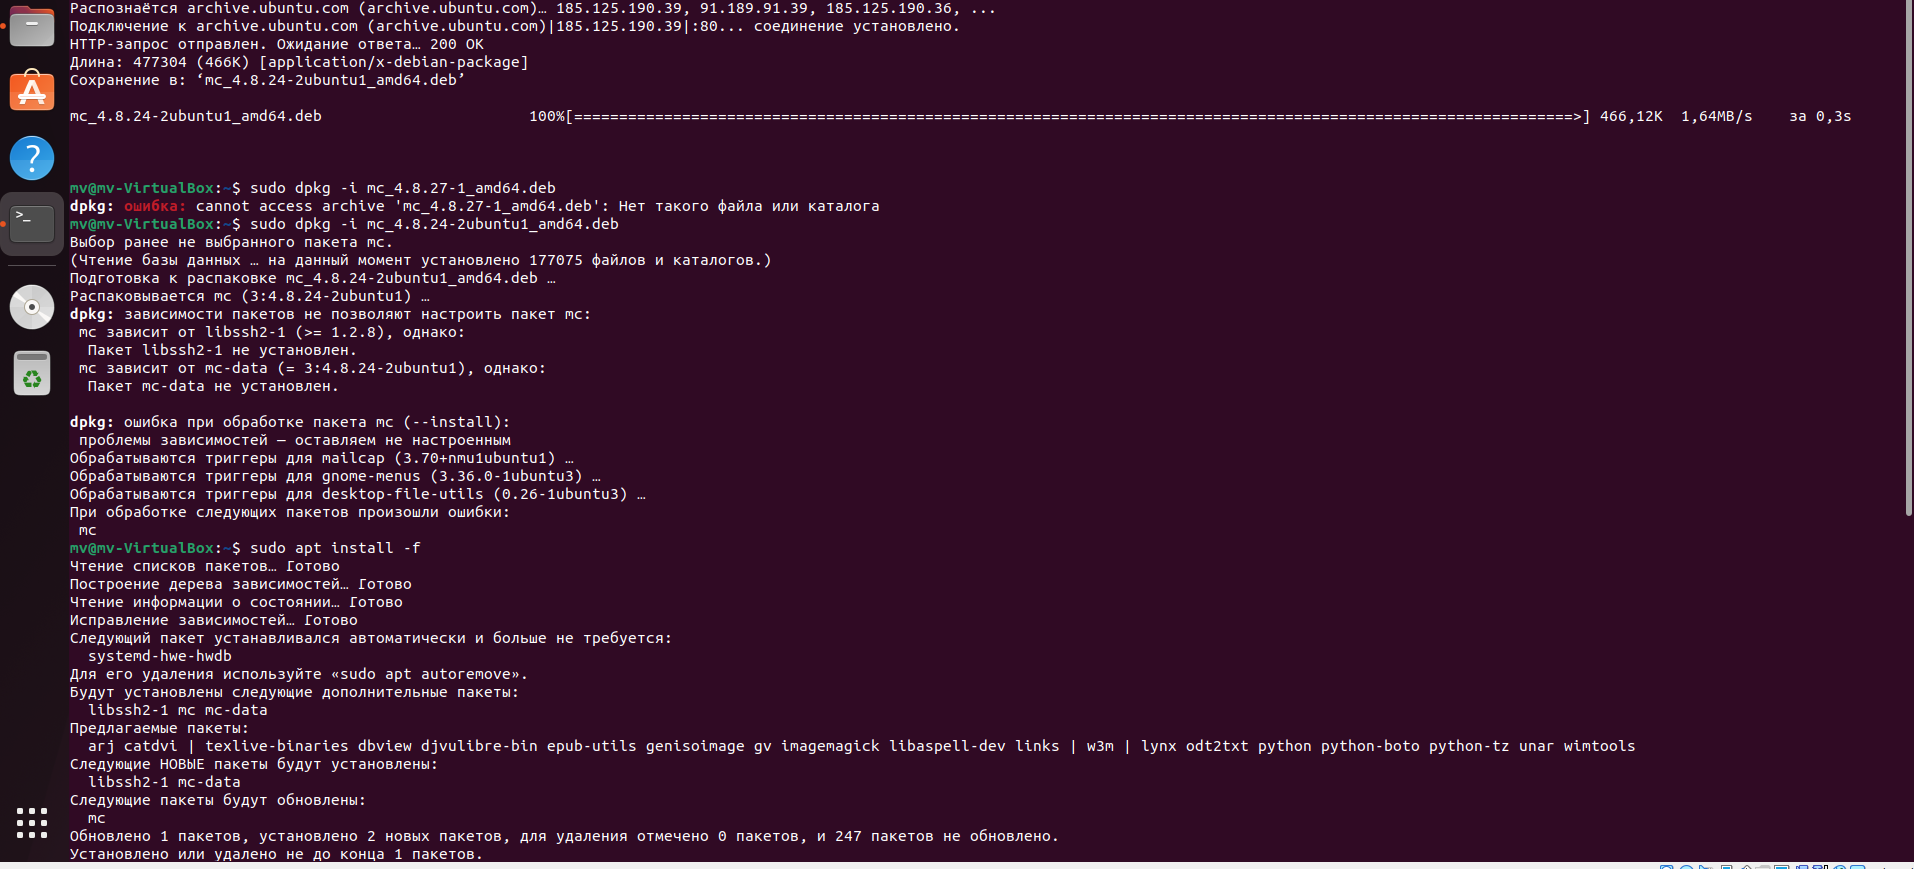 Распознаётся archive.ubuntu.com (archive.ubuntu.com)… 185.125.190.39, 91.189.91.39, 185.125.190.36, ...
Подключение к archive.ubuntu.com (archive.ubuntu.com)|185.125.190.39|:80... соединение установлено.
HTTP-запрос отправлен. Ожидание ответа… 200 OK
Длина: 477304 (466K) [application/x-debian-package]
Сохранение в: ‘mc_4.8.24-2ubuntu1_amd64.deb’
mc_4.8.24-2ubuntu1_amd64.deb 100%[===============================================================================================================>] 466,12K 1,64MB/s за 0,3s
mv@mv-VirtualBox:~$ sudo dpkg -i mc_4.8.27-1_amd64.deb
dpkg: ошибка: cannot access archive 'mc_4.8.27-1_amd64.deb': Нет такого файла или каталога
mv@mv-VirtualBox:~$ sudo dpkg -i mc_4.8.24-2ubuntu1_amd64.deb
Выбор ранее не выбранного пакета mc.
(Чтение базы данных … на данный момент установлено 177075 файлов и каталогов.)
Подготовка к распаковке mc_4.8.24-2ubuntu1_amd64.deb …
Распаковывается mc (3:4.8.24-2ubuntu1) …
dpkg: зависимости пакетов не позволяют настроить пакет mc:
 mc зависит от libssh2-1 (>= 1.2.8), однако:
  Пакет libssh2-1 не установлен.
 mc зависит от mc-data (= 3:4.8.24-2ubuntu1), однако:
  Пакет mc-data не установлен.
dpkg: ошибка при обработке пакета mc (--install):
 проблемы зависимостей — оставляем не настроенным
Обрабатываются триггеры для mailcap (3.70+nmu1ubuntu1) …
Обрабатываются триггеры для gnome-menus (3.36.0-1ubuntu3) …
Обрабатываются триггеры для desktop-file-utils (0.26-1ubuntu3) …
При обработке следующих пакетов произошли ошибки:
 mc
mv@mv-VirtualBox:~$ sudo apt install -f
Чтение списков пакетов… Готово
Построение дерева зависимостей… Готово
Чтение информации о состоянии… Готово
Исправление зависимостей… Готово
Следующий пакет устанавливался автоматически и больше не требуется:
  systemd-hwe-hwdb
Для его удаления используйте «sudo apt autoremove».
Будут установлены следующие дополнительные пакеты:
  libssh2-1 mc mc-data
Предлагаемые пакеты:
  arj catdvi | texlive-binaries dbview djvulibre-bin epub-utils genisoimage gv imagemagick libaspell-dev links | w3m | lynx odt2txt python python-boto python-tz unar wimtools
Следующие НОВЫЕ пакеты будут установлены:
  libssh2-1 mc-data
Следующие пакеты будут обновлены:
  mc
Обновлено 1 пакетов, установлено 2 новых пакетов, для удаления отмечено 0 пакетов, и 247 пакетов не обновлено.
Установлено или удалено не до конца 1 пакетов.